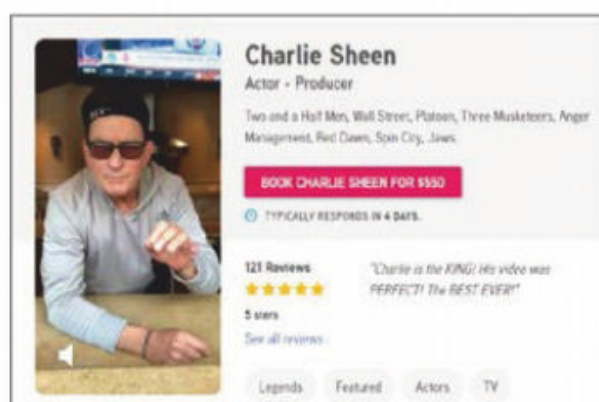 Charlie Sheen
Actor - Producer
Two and a Half Men, Wall Street, Platoon, Three Musketeers, Anger
Management, Red Dawn, Spin City, Jaws
BOOK CHARLIE SHEEN FOR $550
TYPICALLY RESPONDS IN 4 DAYS.
121 Reviews
"Charlie is the KING! His video was
PERFECT! The BEST EVER!"
5 stars
See all reviews
Legends Featured Actors TV